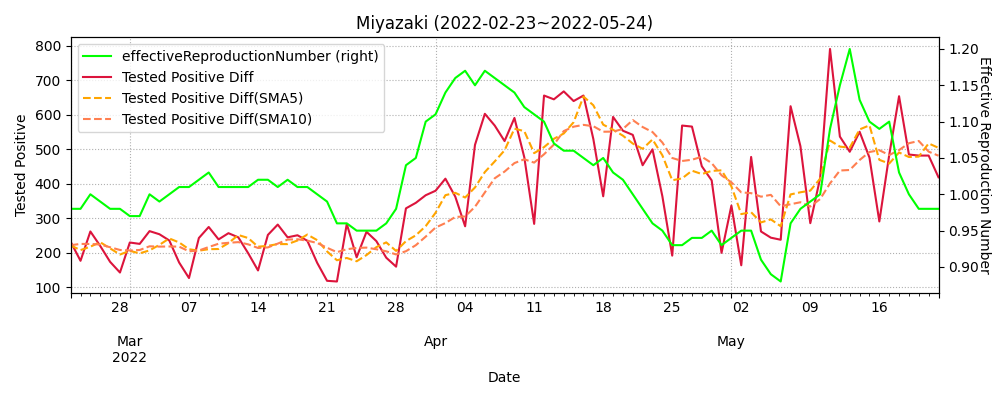 Miyazaki (2022-02-23~2022-05-24)
effectiveReproductionNumber (right)
Tested Positive Diff
Tested Positive Diff(SMA5)
Tested Positive Diff(SMA10)
Tested Positive
800
700
600
500
400
300
200
100
1.20
1.15
1.10
1.05
1.00
0.95
0.90
Effective Reproduction Number
28 07 14 21 28 04 11 18 25 02 09 16
Mar Apr May
2022
Date